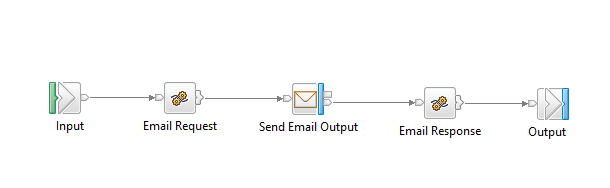 Input
Email Request
Send Email Output
Email Response
Output